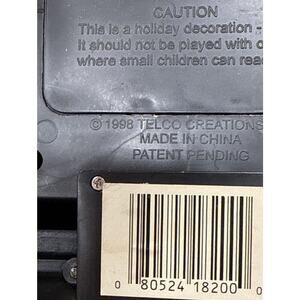 CAUTION
This is a holiday decoration -
It should not be played with o
where small children can rea
© 1998 TELCO CREATIONS
MADE IN CHINA
PATENT PENDING
0 80524 18200 0